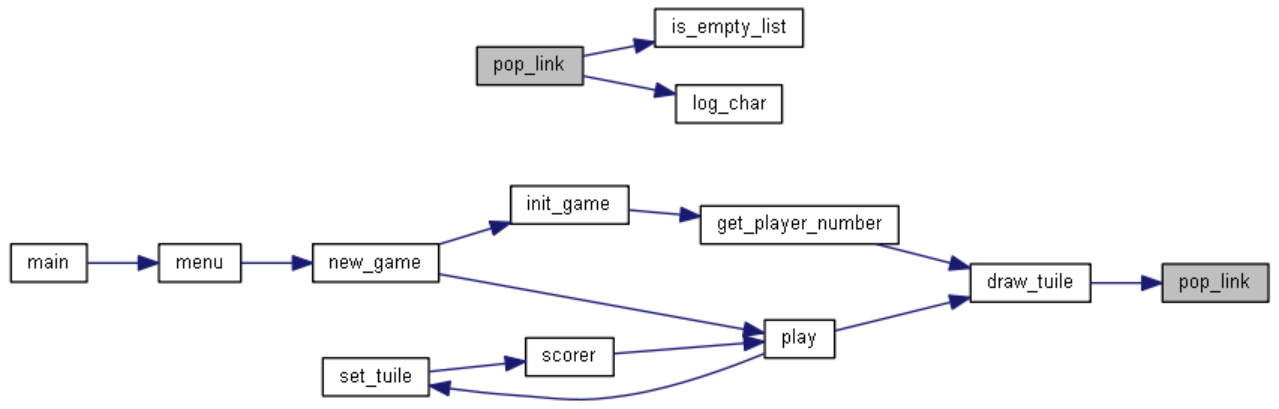 is_empty_list
pop_link
log_char
init_game
get_player_number
main
menu
new_game
draw_tuile
pop_link
play
scorer
set_tuile